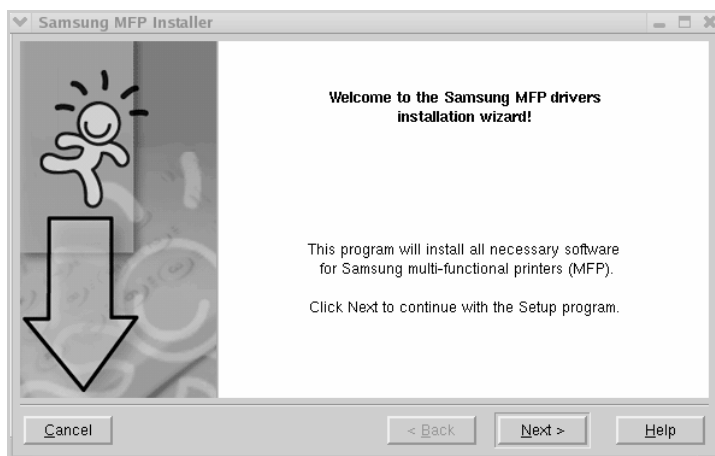 Samsung MFP Installer
Welcome to the Samsung MFP drivers
installation wizard!
This program will install all necessary software
for Samsung multi-functional printers (MFP).
Click Next to continue with the Setup program.
Cancel
< Back
Next >
Help